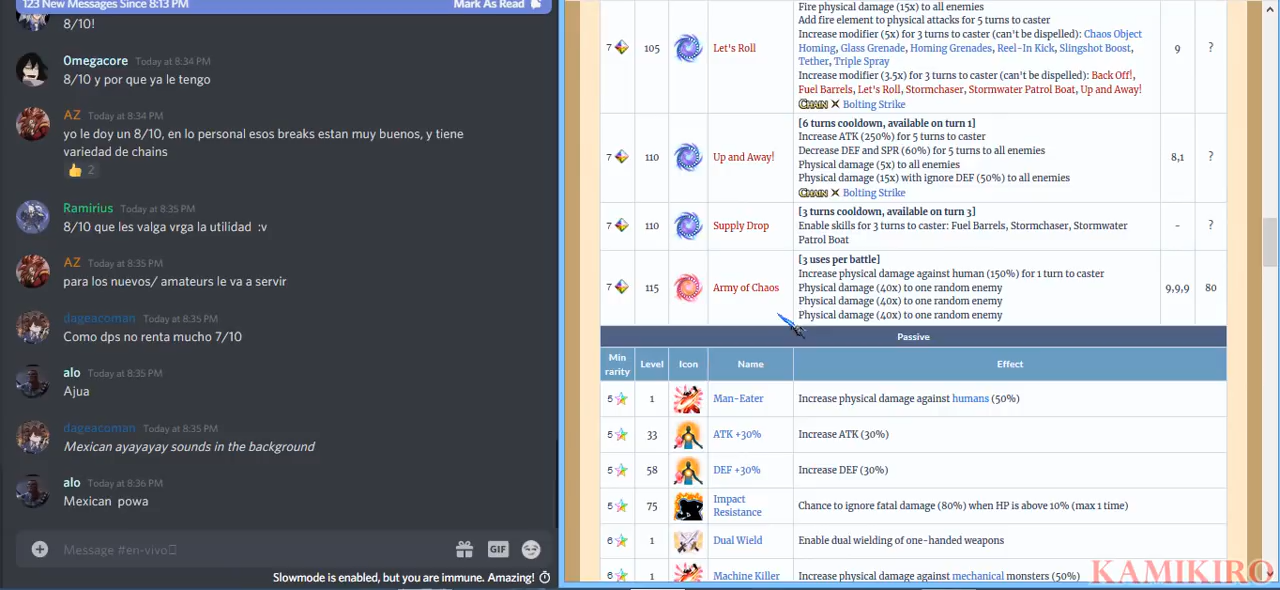 123 New Messages Since 8:13 PM
Mark As Read
8/10!
0megacore Today at 8:34 PM
8/10 y por que ya le tengo
AZ Today at 8:34 PM
yo le doy un 8/10, en lo personal esos breaks estan muy buenos, y tiene
variedad de chains
👍 2
Ramirius Today at 8:35 PM
8/10 que les valga vrga la utilidad :v
AZ Today at 8:35 PM
para los nuevos/ amateurs le va a servir
dageacoman Today at 8:35 PM
Como dps no renta mucho 7/10
alo Today at 8:35 PM
Ajua
dageacoman Today at 8:35 PM
Mexican ayayayay sounds in the background
alo Today at 8:36 PM
Mexican powa
Message #en-vivo
GIF
Slowmode is enabled, but you are immune. Amazing!
Fire physical damage (15x) to all enemies
Add fire element to physical attacks for 5 turns to caster
Increase modifier (5x) for 3 turns to caster (can't be dispelled): Chaos Object
7 105 Let's Roll Homing, Glass Grenade, Homing Grenades, Reel-In Kick, Slingshot Boost, 9 ?
Tether, Triple Spray
Increase modifier (3.5x) for 3 turns to caster (can't be dispelled): Back Off!,
Fuel Barrels, Let's Roll, Stormchaser, Stormwater Patrol Boat, Up and Away!
CHAIN Bolting Strike
[6 turns cooldown, available on turn 1]
Increase ATK (250%) for 5 turns to caster
Decrease DEF and SPR (60%) for 5 turns to all enemies
7 110 Up and Away! Physical damage (5x) to all enemies 8,1 ?
Physical damage (15x) with ignore DEF (50%) to all enemies
CHAIN Bolting Strike
[3 turns cooldown, available on turn 3]
7 110 Supply Drop Enable skills for 3 turns to caster: Fuel Barrels, Stormchaser, Stormwater - ?
Patrol Boat
[3 uses per battle]
Increase physical damage against human (150%) for 1 turn to caster
7 115 Army of Chaos Physical damage (40x) to one random enemy 9,9,9 80
Physical damage (40x) to one random enemy
Physical damage (40x) to one random enemy
Passive
Min
rarity Level Icon Name Effect
5 1 Man-Eater Increase physical damage against humans (50%)
5 33 ATK +30% Increase ATK (30%)
5 58 DEF +30% Increase DEF (30%)
5 75 Impact
Resistance Chance to ignore fatal damage (80%) when HP is above 10% (max 1 time)
6 1 Dual Wield Enable dual wielding of one-handed weapons
6 1 Machine Killer Increase physical damage against mechanical monsters (50%)
KAMIKIRO